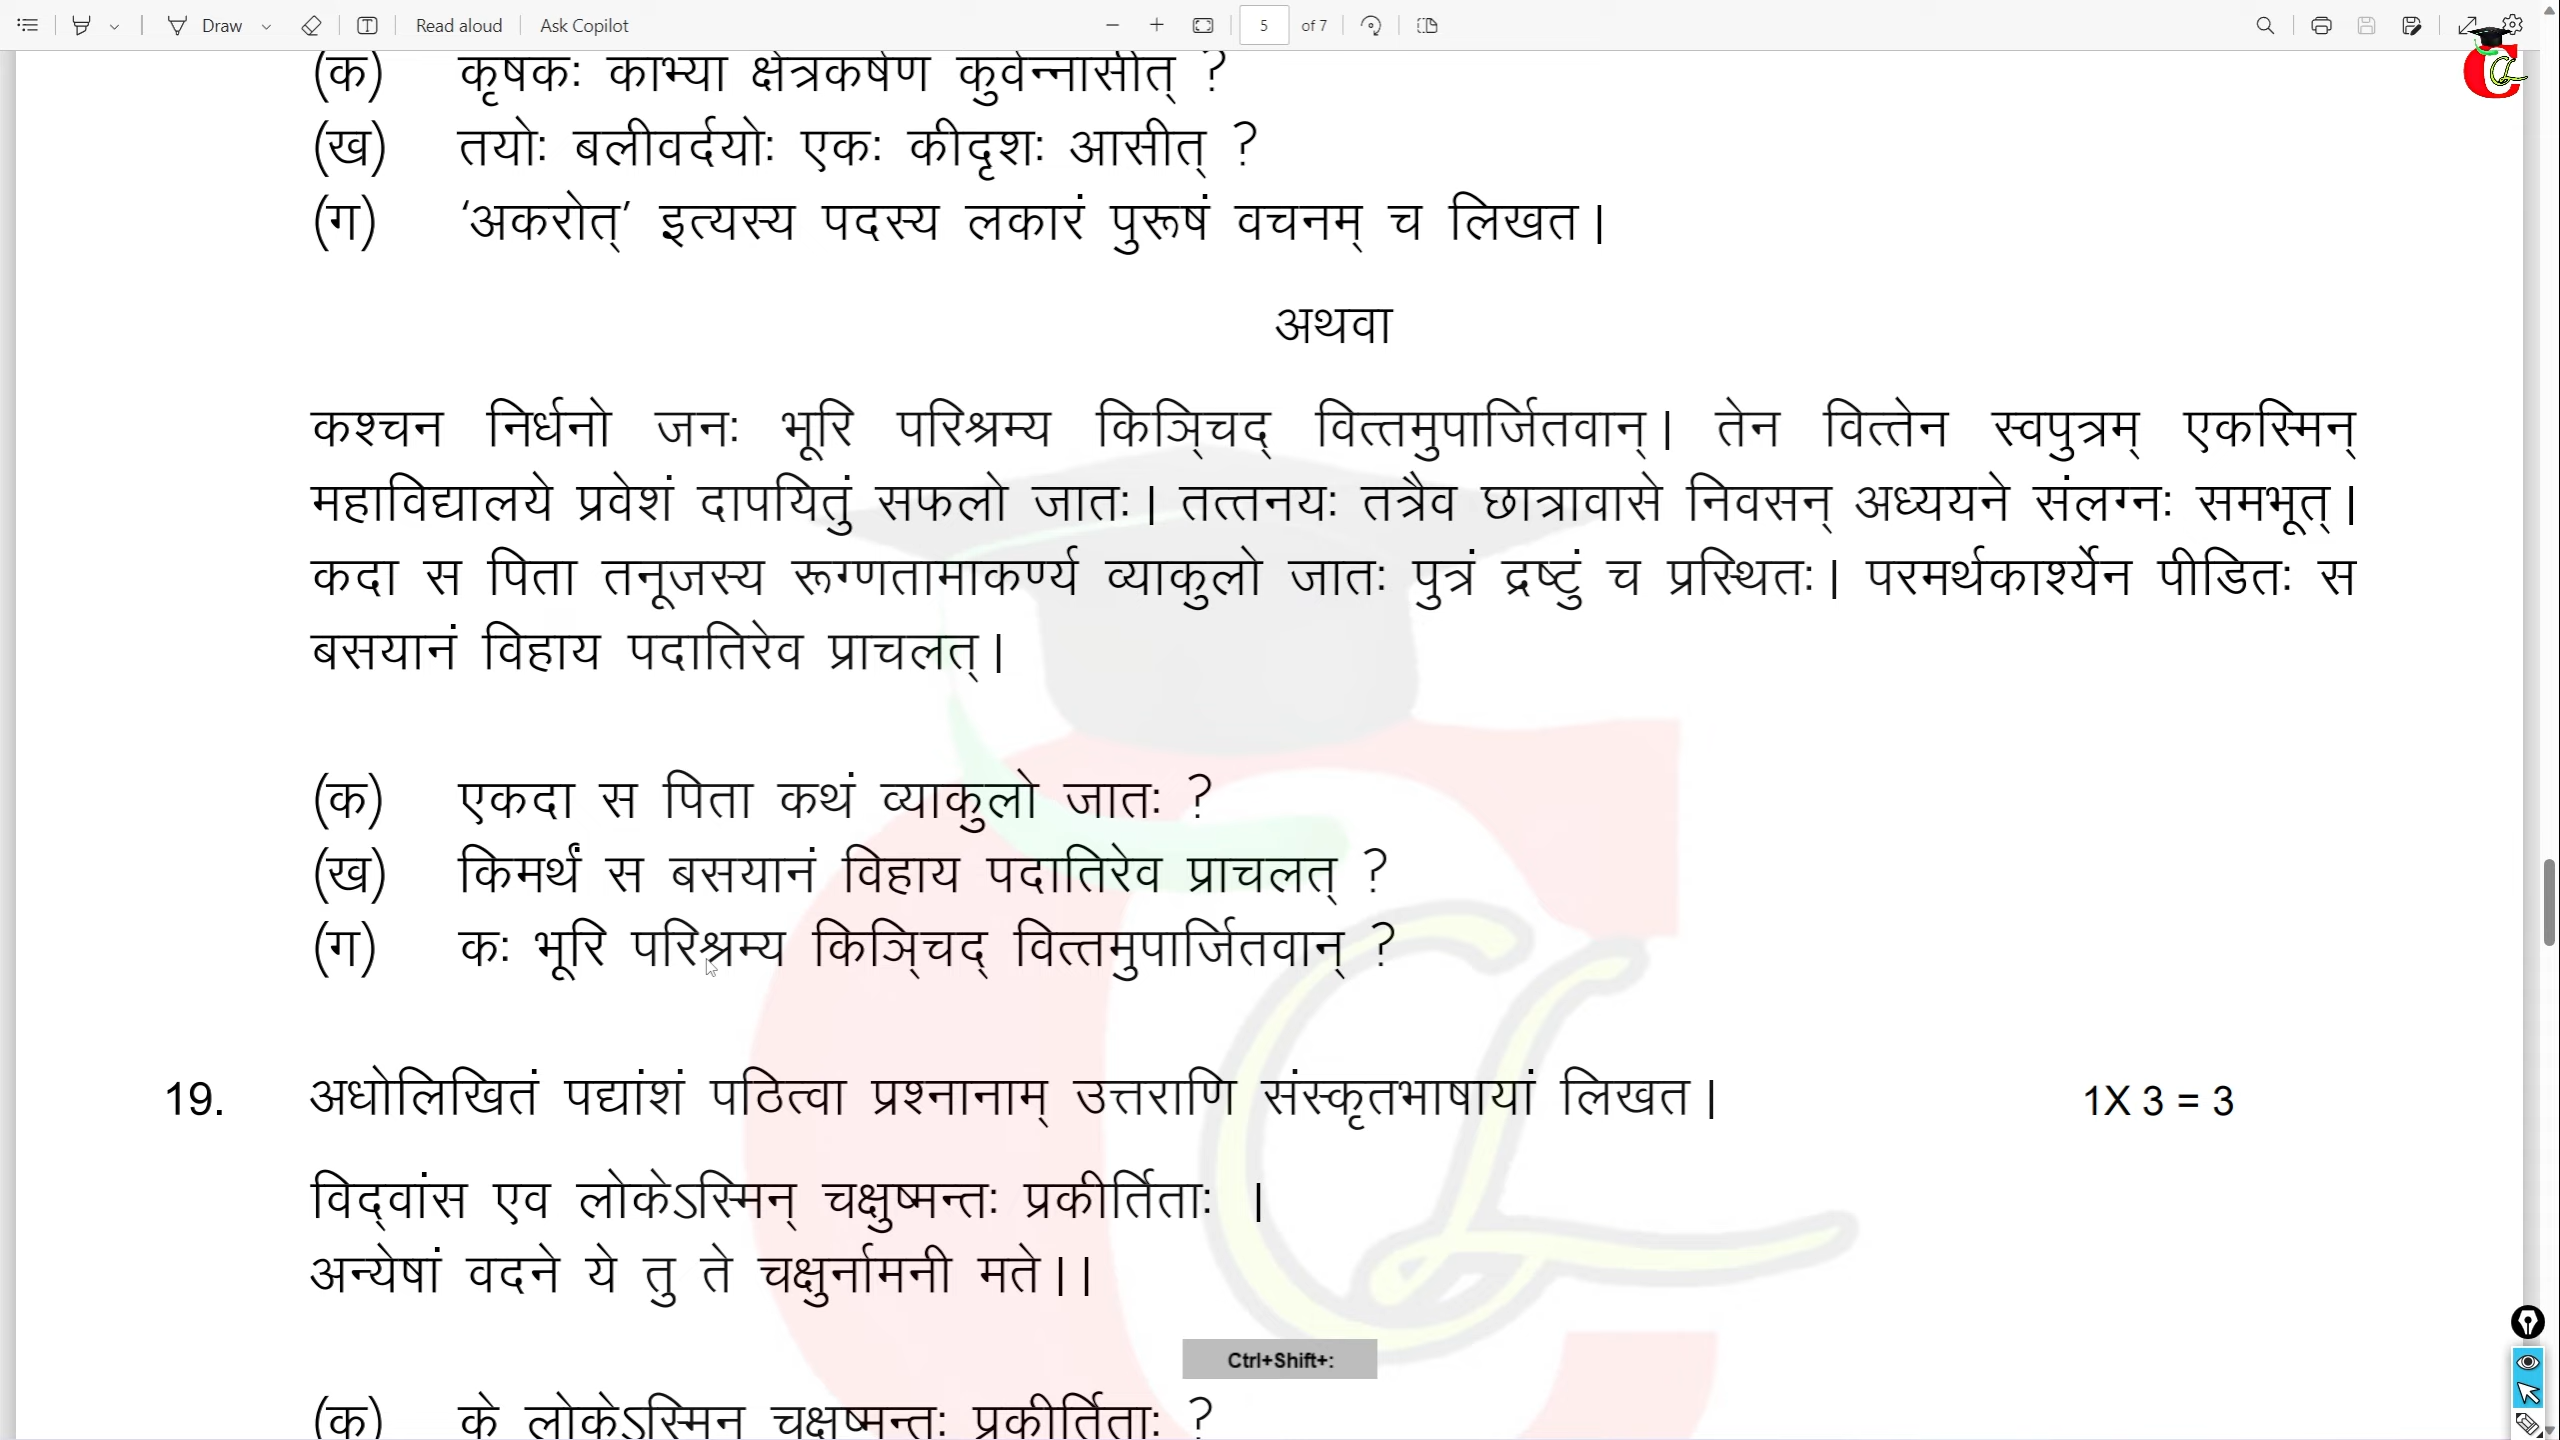 Draw Read aloud Ask Copilot 5 of 7
(क) कृषकः काभ्यां क्षेत्रकर्षणं कुर्वन्नासीत् ?
(ख) तयोः बलीवर्दयोः एकः कीदृशः आसीत् ?
(ग) ‘अकरोत्’ इत्यस्य पदस्य लकारं पुरूषं वचनम् च लिखत।
अथवा
कश्चन निर्धनो जनः भूरि परिश्रम्य किञ्चिद् वित्तमुपार्जितवान्। तेन वित्तेन स्वपुत्रम् एकस्मिन्
महाविद्यालये प्रवेशं दापयितुं सफलो जातः। तत्तनयः तत्रैव छात्रावासे निवसन् अध्ययने संलग्नः समभूत्।
कदा स पिता तनूजस्य रूग्णतामाकर्ण्य व्याकुलो जातः पुत्रं द्रष्टुं च प्रस्थितः। परमर्थकार्श्येन पीडितः स
बसयानं विहाय पदातिरेव प्राचलत्।
(क) एकदा स पिता कथं व्याकुलो जातः ?
(ख) किमर्थं स बसयानं विहाय पदातिरेव प्राचलत् ?
(ग) कः भूरि परिश्रम्य किञ्चिद् वित्तमुपार्जितवान् ?
19. अधोलिखितं पद्यांशं पठित्वा प्रश्नानाम् उत्तराणि संस्कृतभाषायां लिखत। 1X 3 = 3
विद्वांस एव लोकेऽस्मिन् चक्षुष्मन्तः प्रकीर्तिताः ।
अन्येषां वदने ये तु ते चक्षुर्नामनी मते।।
Ctrl+Shift+:
(क) के लोकेऽस्मिन चक्षुष्मन्तः प्रकीर्तिताः ?